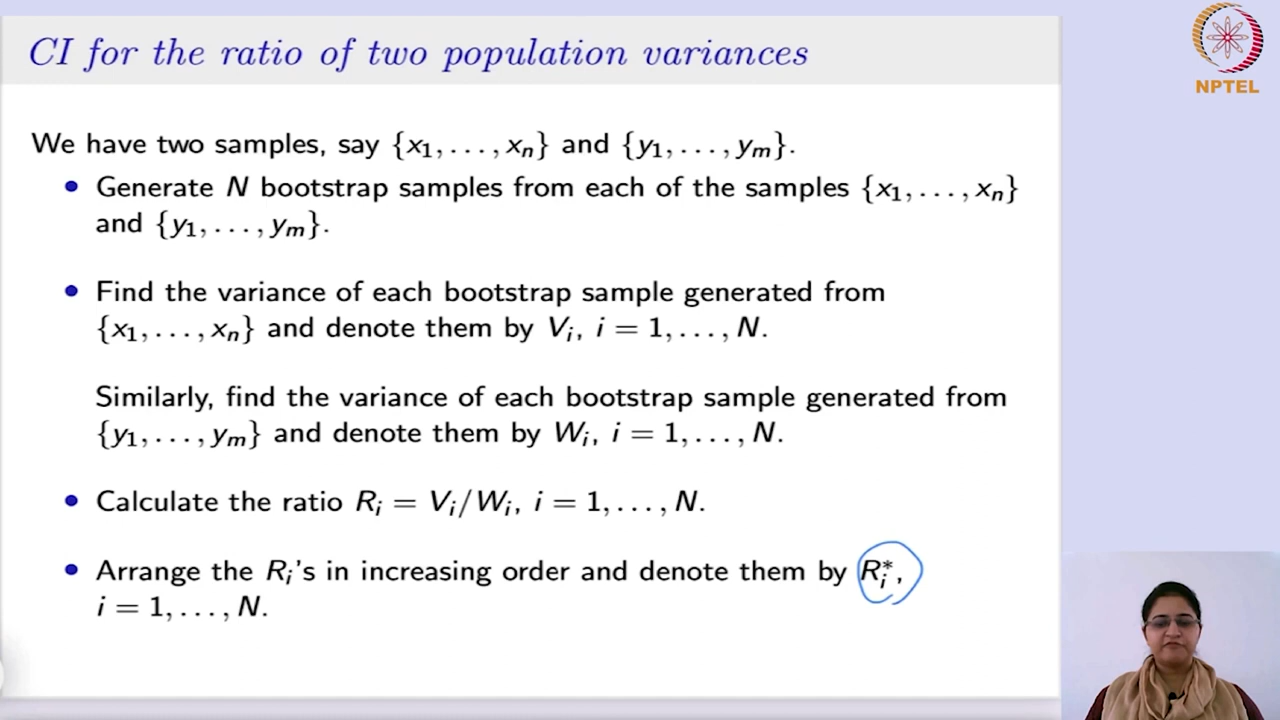 CI for the ratio of two population variances
NPTEL
We have two samples, say {x₁, . . . , xₙ} and {y₁, . . . , yₘ}.
• Generate N bootstrap samples from each of the samples {x₁, . . . , xₙ}
and {y₁, . . . , yₘ}.
• Find the variance of each bootstrap sample generated from
{x₁, . . . , xₙ} and denote them by Vᵢ, i = 1, . . . , N.
Similarly, find the variance of each bootstrap sample generated from
{y₁, . . . , yₘ} and denote them by Wᵢ, i = 1, . . . , N.
• Calculate the ratio Rᵢ = Vᵢ/Wᵢ, i = 1, . . . , N.
• Arrange the Rᵢ's in increasing order and denote them by Rᵢ*,
i = 1, . . . , N.